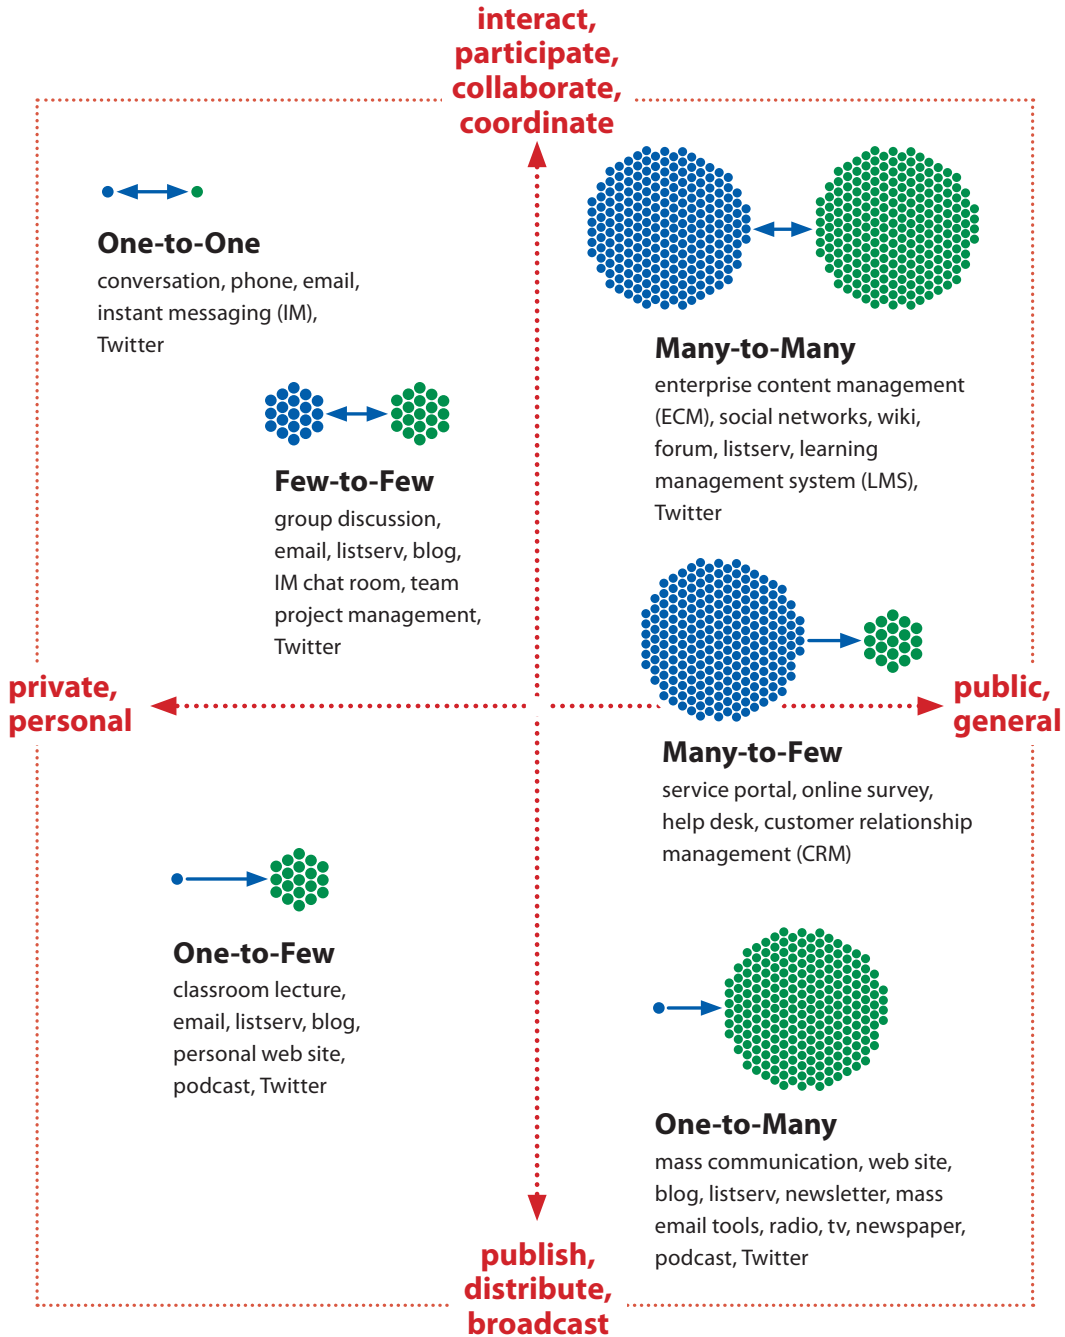 interact,
participate,
collaborate,
coordinate
One-to-One
conversation, phone, email,
instant messaging (IM),
Twitter
Many-to-Many
enterprise content management
(ECM), social networks, wiki,
forum, listserv, learning
management system (LMS),
Twitter
Few-to-Few
group discussion,
email, listserv, blog,
IM chat room, team
project management,
Twitter
private,
personal
public,
general
Many-to-Few
service portal, online survey,
help desk, customer relationship
management (CRM)
One-to-Few
classroom lecture,
email, listserv, blog,
personal web site,
podcast, Twitter
One-to-Many
mass communication, web site,
blog, listserv, newsletter, mass
email tools, radio, tv, newspaper,
podcast, Twitter
publish,
distribute,
broadcast